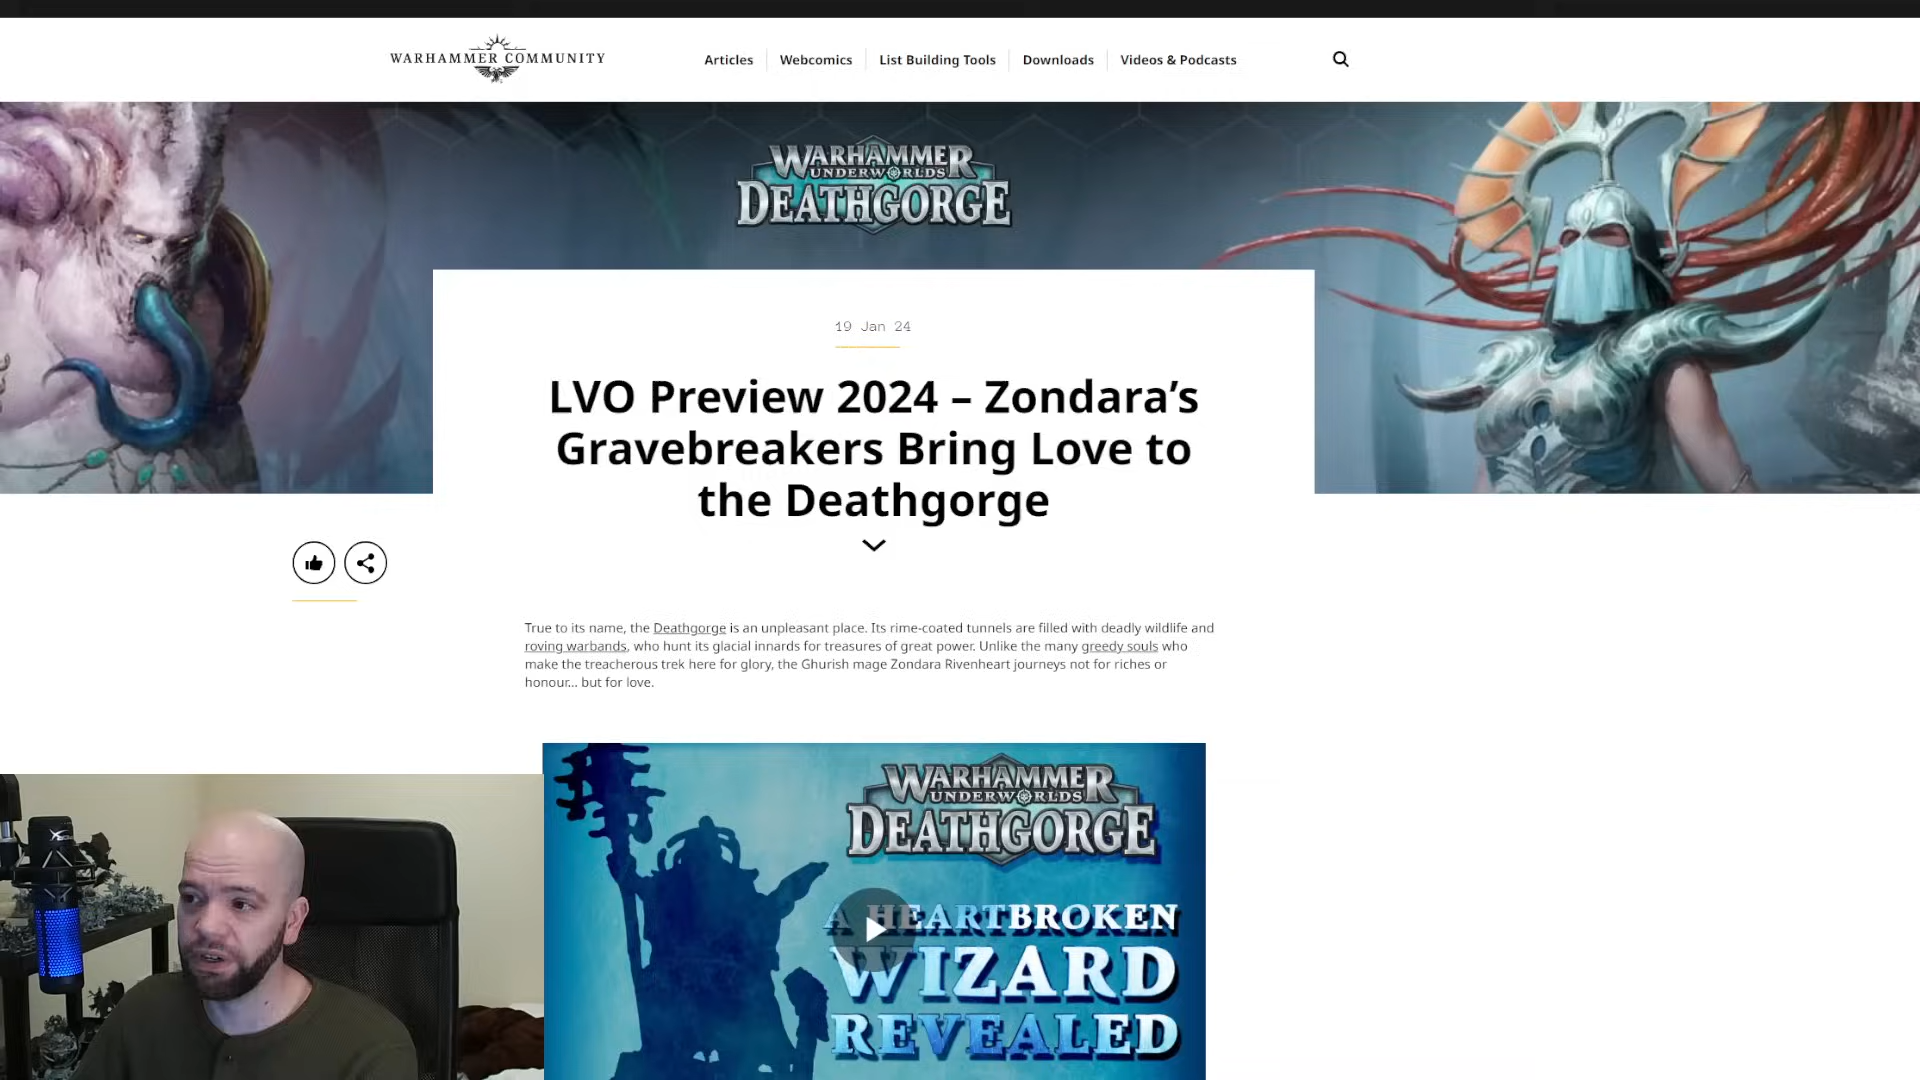 WARHAMMER COMMUNITY
Articles
Webcomics
List Building Tools
Downloads
Videos & Podcasts
WARHAMMER
UNDERWORLDS
DEATHGORGE
19 Jan 24
LVO Preview 2024 – Zondara’s
Gravebreakers Bring Love to
the Deathgorge
True to its name, the Deathgorge is an unpleasant place. Its rime-coated tunnels are filled with deadly wildlife and
roving warbands, who hunt its glacial innards for treasures of great power. Unlike the many greedy souls who
make the treacherous trek here for glory, the Ghurish mage Zondara Rivenheart journeys not for riches or
honour... but for love.
WARHAMMER
UNDERWORLDS
DEATHGORGE
A HEARTBROKEN
WIZARD
REVEALED